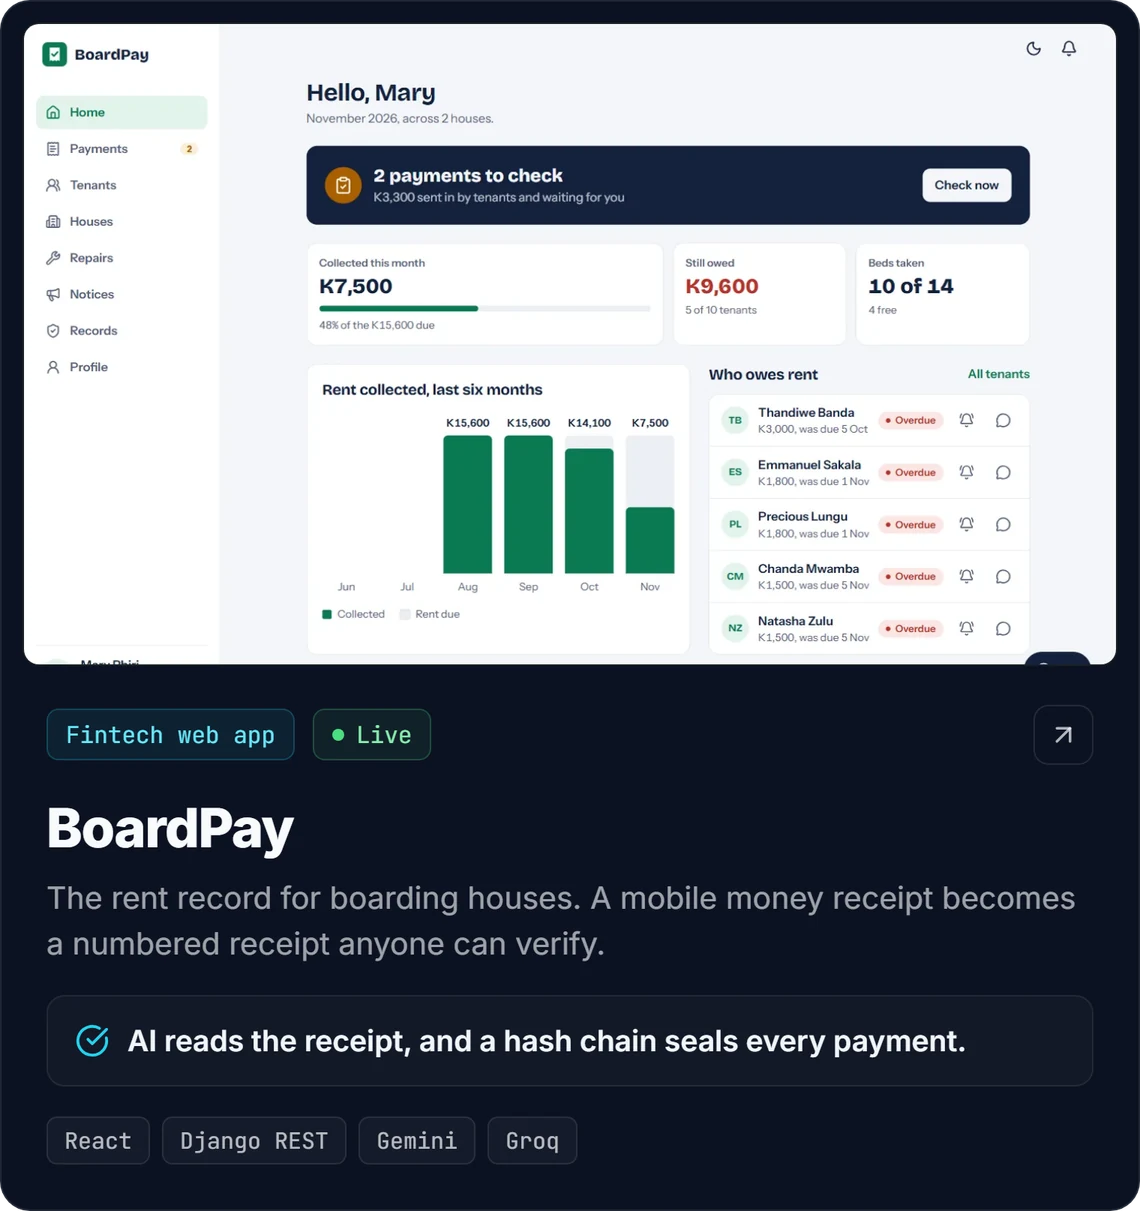 BoardPay
Home
Payments 2
Tenants
Houses
Repairs
Notices
Records
Profile
Hello, Mary
November 2026, across 2 houses.
2 payments to check
K3,300 sent in by tenants and waiting for you
Check now
Collected this month
K7,500
48% of the K15,600 due
Still owed
K9,600
5 of 10 tenants
Beds taken
10 of 14
4 free
Rent collected, last six months
K15,600 K15,600 K14,100 K7,500
Jun Jul Aug Sep Oct Nov
Collected Rent due
Who owes rent All tenants
TB Thandiwe Banda Overdue
K3,000, was due 5 Oct
ES Emmanuel Sakala Overdue
K1,800, was due 1 Nov
PL Precious Lungu Overdue
K1,800, was due 1 Nov
CM Chanda Mwamba Overdue
K1,500, was due 5 Nov
NZ Natasha Zulu Overdue
K1,500, was due 5 Nov
Mary Phiri
Fintech web app
Live
BoardPay
The rent record for boarding houses. A mobile money receipt becomes
a numbered receipt anyone can verify.
AI reads the receipt, and a hash chain seals every payment.
React
Django REST
Gemini
Groq